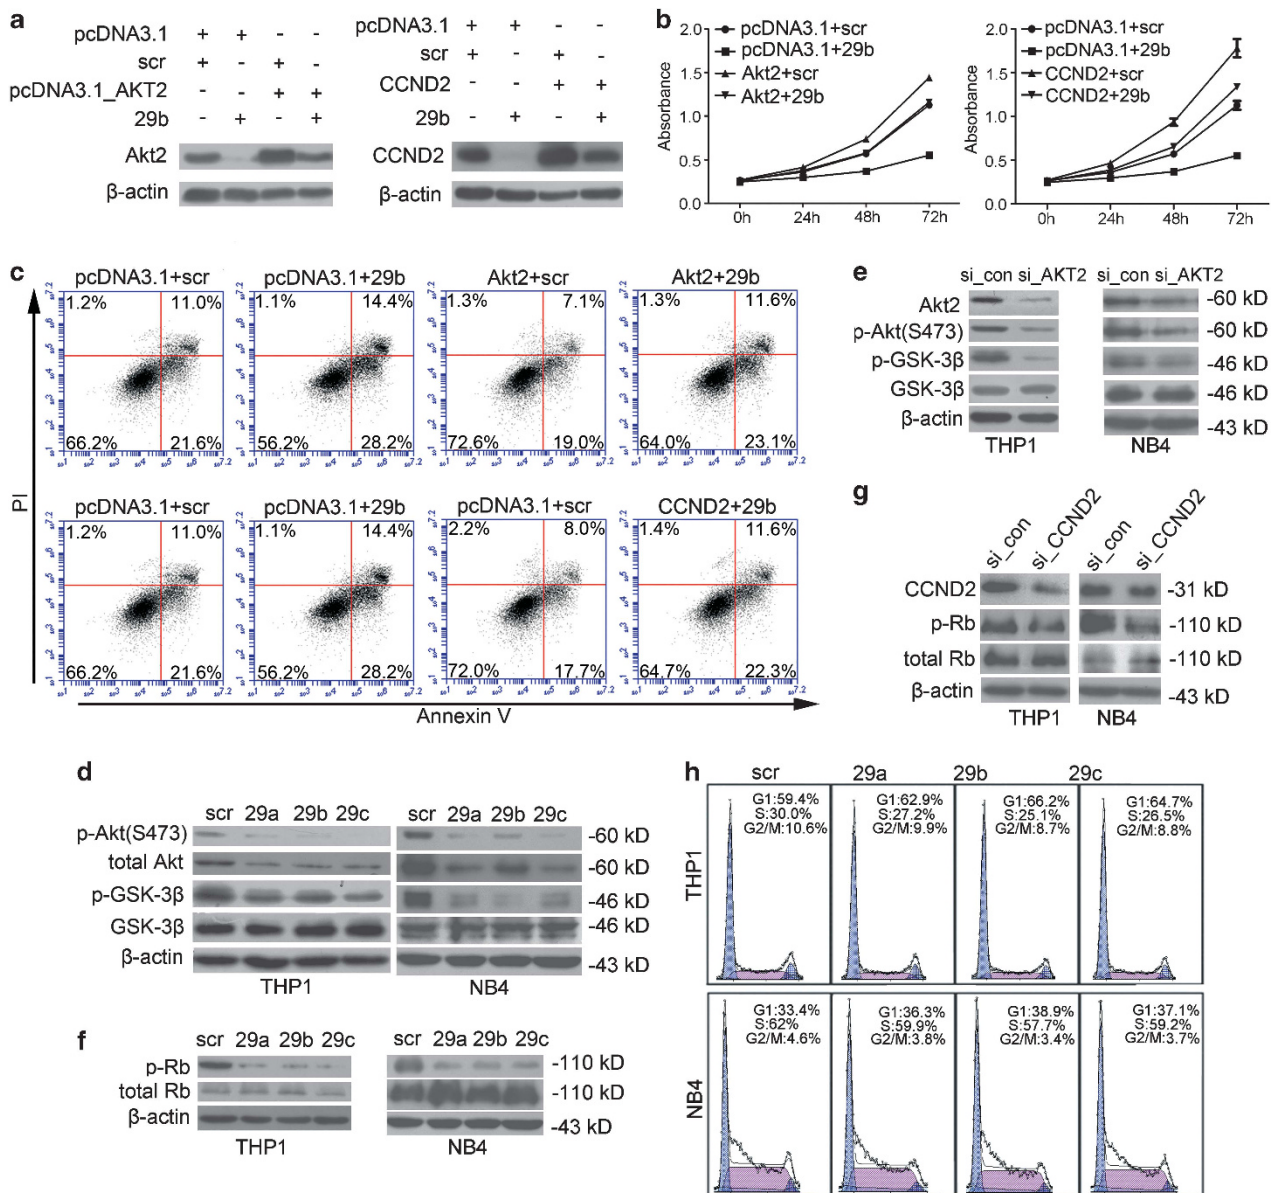 a
pcDNA3.1 + + - -
scr + - + -
pcDNA3.1_AKT2 - - + +
29b - + - +
Akt2
β-actin
pcDNA3.1 + + - -
scr + - + -
CCND2 - - + +
29b - + - +
CCND2
β-actin
b
pcDNA3.1+scr
pcDNA3.1+29b
Akt2+scr
Akt2+29b
Absorbance
2.0
1.5
1.0
0.5
0.0
0h 24h 48h 72h
pcDNA3.1+scr
pcDNA3.1+29b
CCND2+scr
CCND2+29b
Absorbance
2.0
1.5
1.0
0.5
0.0
0h 24h 48h 72h
c
pcDNA3.1+scr pcDNA3.1+29b Akt2+scr Akt2+29b
1.2% 11.0% 1.1% 14.4% 1.3% 7.1% 1.3% 11.6%
66.2% 21.6% 56.2% 28.2% 72.6% 19.0% 64.0% 23.1%
pcDNA3.1+scr pcDNA3.1+29b pcDNA3.1+scr CCND2+29b
1.2% 11.0% 1.1% 14.4% 2.2% 8.0% 1.4% 11.6%
66.2% 21.6% 56.2% 28.2% 72.0% 17.7% 64.7% 22.3%
PI
Annexin V
d
scr 29a 29b 29c scr 29a 29b 29c
p-Akt(S473) -60 kD
total Akt -60 kD
p-GSK-3β -46 kD
GSK-3β -46 kD
β-actin -43 kD
THP1 NB4
e
si_con si_AKT2 si_con si_AKT2
Akt2 -60 kD
p-Akt(S473) -60 kD
p-GSK-3β -46 kD
GSK-3β -46 kD
β-actin -43 kD
THP1 NB4
f
scr 29a 29b 29c scr 29a 29b 29c
p-Rb -110 kD
total Rb -110 kD
β-actin -43 kD
THP1 NB4
g
si_con si_CCND2 si_con si_CCND2
CCND2 -31 kD
p-Rb -110 kD
total Rb -110 kD
β-actin -43 kD
THP1 NB4
h
scr 29a 29b 29c
THP1
G1:59.4%
S:30.0%
G2/M:10.6%
G1:62.9%
S:27.2%
G2/M:9.9%
G1:66.2%
S:25.1%
G2/M:8.7%
G1:64.7%
S:26.5%
G2/M:8.8%
NB4
G1:33.4%
S:62%
G2/M:4.6%
G1:36.3%
S:59.9%
G2/M:3.8%
G1:38.9%
S:57.7%
G2/M:3.4%
G1:37.1%
S:59.2%
G2/M:3.7%